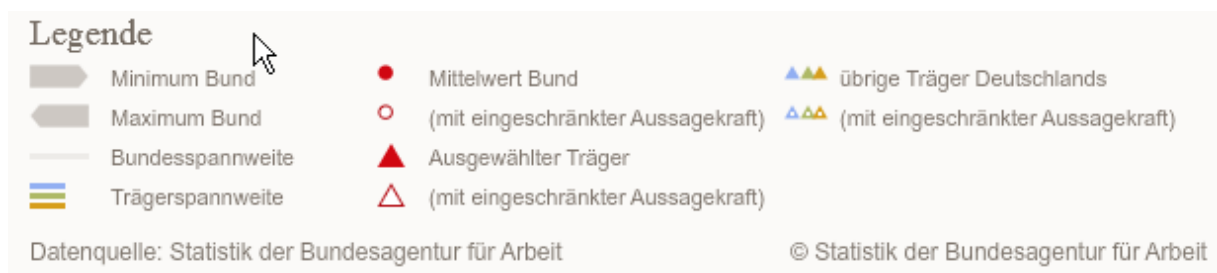 Legende
Minimum Bund Mittelwert Bund übrige Träger Deutschlands
Maximum Bund (mit eingeschränkter Aussagekraft) (mit eingeschränkter Aussagekraft)
Bundesspannweite Ausgewählter Träger
Trägerspannweite (mit eingeschränkter Aussagekraft)
Datenquelle: Statistik der Bundesagentur für Arbeit © Statistik der Bundesagentur für Arbeit